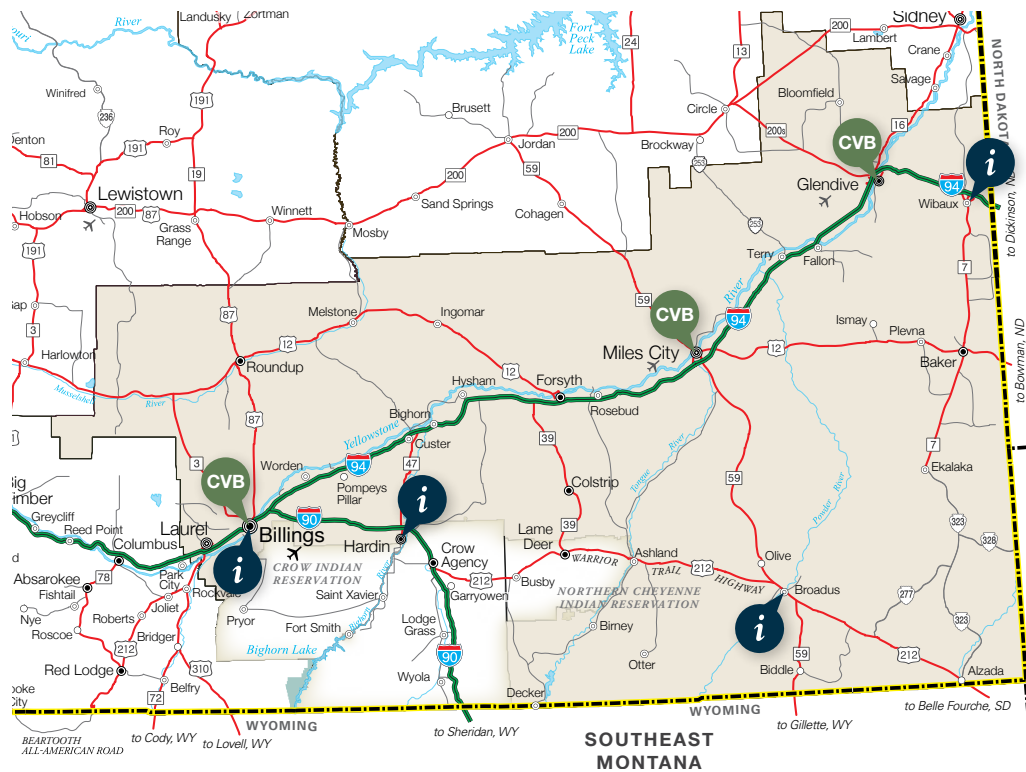 Landusky
Zortman
River
Fort
Peck
Lake
24
13
200
Lambert
Sidney
Crane
Savage
NORTH DAKOTA
Winifred
236
191
Brusett
Circle
Bloomfield
200s
16
CVB
Roy
191
Jordan
200
Brockway
253
81
19
59
200
Glendive
94
i
Wibaux
to Dickinson, ND
Lewistown
Hobson
200
87
Grass
Range
Winnett
Sand Springs
Mosby
Cohagen
253
191
Terry
Fallon
7
59
River
94
CVB
3
87
Melstone
Ingomar
Ismay
Plevna
Miles City
12
Baker
to Bowman, ND
Harlowton
12
Roundup
Musselshell
River
12
Forsyth
Hysham
Rosebud
87
Bighorn
Custer
Yellowstone
39
7
Ekalaka
3
CVB
Worden
94
47
Pompeys
Pillar
Colstrip
59
Tongue
River
Powder
River
323
328
Greycliff
Reed Point
Columbus
Laurel
Billings
90
i
Hardin
39
Lame
Deer
i
CROW INDIAN
RESERVATION
Crow
Agency
WARRIOR
TRAIL
212
HIGHWAY
Ashland
Olive
Broadus
Absarokee
78
Fishtail
Park
City
Rockvale
Joliet
212
Busby
Garryowen
NORTHERN CHEYENNE
INDIAN RESERVATION
277
323
Nye
Roscoe
Roberts
Bridger
Pryor
Saint Xavier
Bighorn
River
Fort Smith
Lodge
Grass
Birney
i
212
Red Lodge
310
Bighorn Lake
90
Otter
59
Biddle
212
Belfry
Wyola
Alzada
City
72
Decker
WYOMING
WYOMING
to Belle Fourche, SD
BEARTOOTH
ALL-AMERICAN ROAD
to Cody, WY
to Lovell, WY
to Sheridan, WY
to Gillette, WY
SOUTHEAST
MONTANA